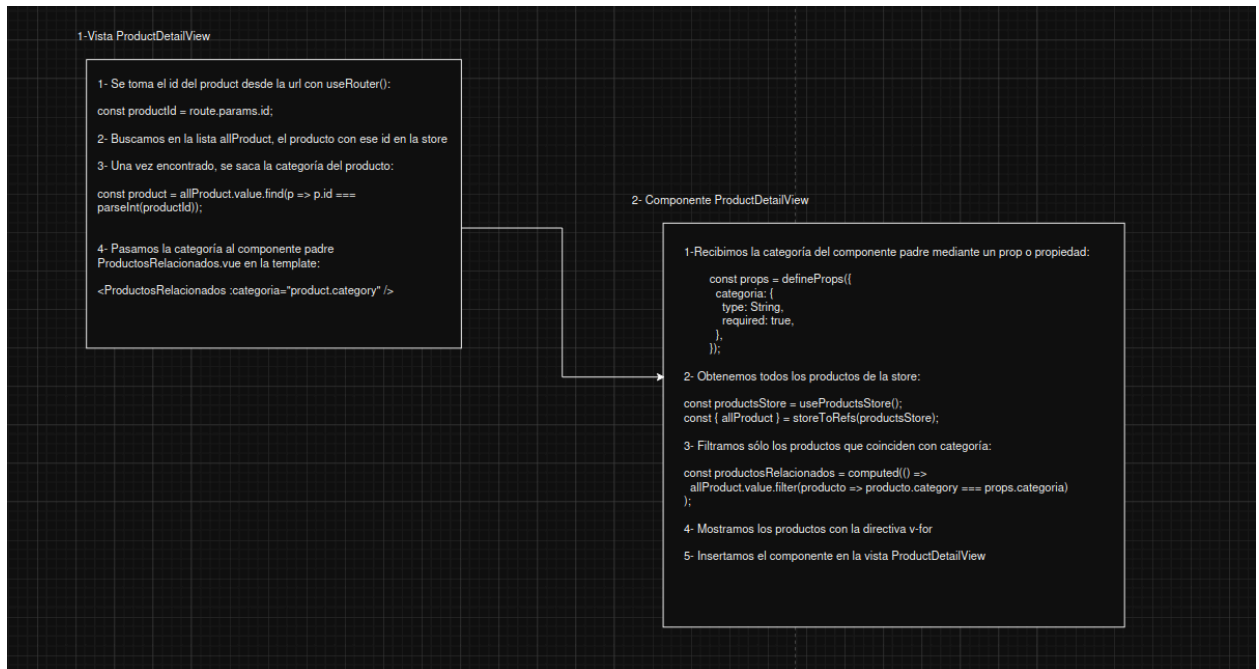 1-Vista ProductDetailView
1- Se toma el id del product desde la url con useRouter():
const productId = route.params.id;
2- Buscamos en la lista allProduct, el producto con ese id en la store
3- Una vez encontrado, se saca la categoría del producto:
const product = allProduct.value.find(p => p.id ===
parseInt(productId));
4- Pasamos la categoría al componente padre
ProductosRelacionados.vue en la template:
<ProductosRelacionados :categoria="product.category" />
2- Componente ProductDetailView
1-Recibimos la categoría del componente padre mediante un prop o propiedad:
const props = defineProps({
categoria: {
type: String,
required: true,
},
});
2- Obtenemos todos los productos de la store:
const productsStore = useProductsStore();
const { allProduct } = storeToRefs(productsStore);
3- Filtramos sólo los productos que coinciden con categoría:
const productosRelacionados = computed(() =>
allProduct.value.filter(producto => producto.category === props.categoria)
);
4- Mostramos los productos con la directiva v-for
5- Insertamos el componente en la vista ProductDetailView